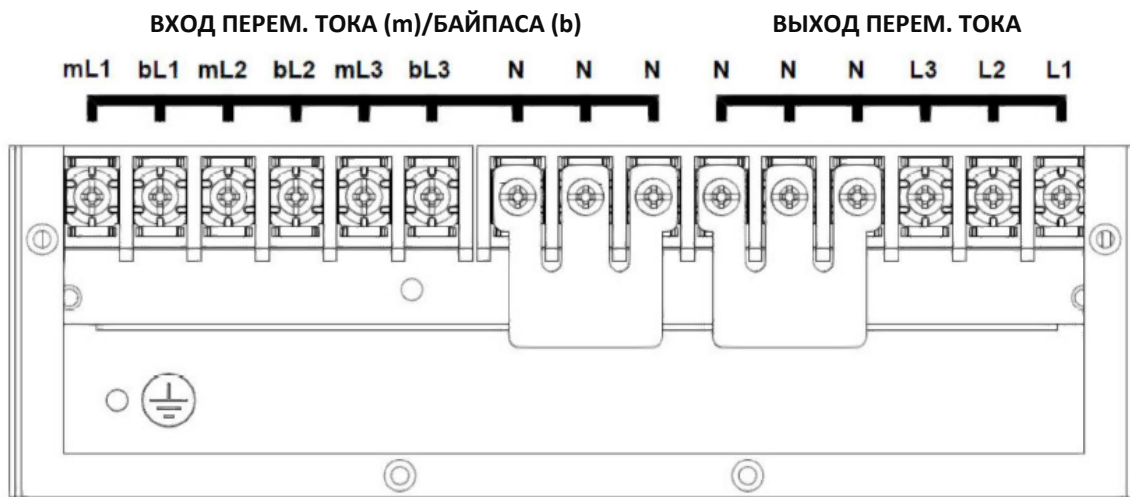 ВХОД ПЕРЕМ. ТОКА (m)/БАЙПАСА (b) ВЫХОД ПЕРЕМ. ТОКА
mL1 bL1 mL2 bL2 mL3 bL3 N N N N N N L3 L2 L1